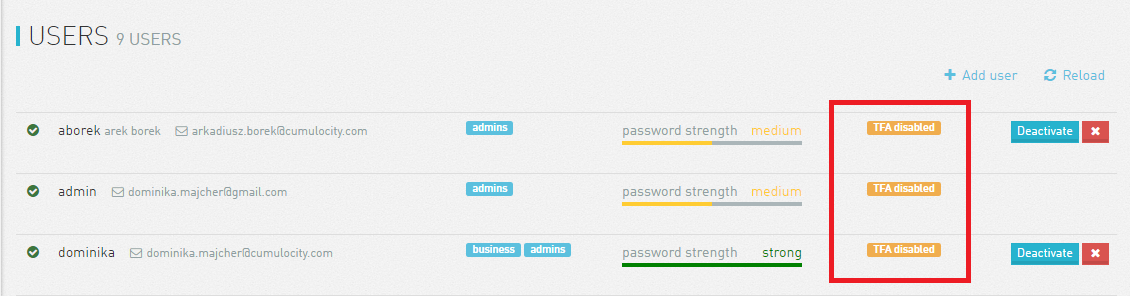 USERS 9 USERS
Add user Reload
aborek arek borek arkadiusz.borek@cumulocity.com admins password strength medium TFA disabled Deactivate
admin dominika.majcher@gmail.com admins password strength medium TFA disabled
dominika dominika.majcher@cumulocity.com business admins password strength strong TFA disabled Deactivate